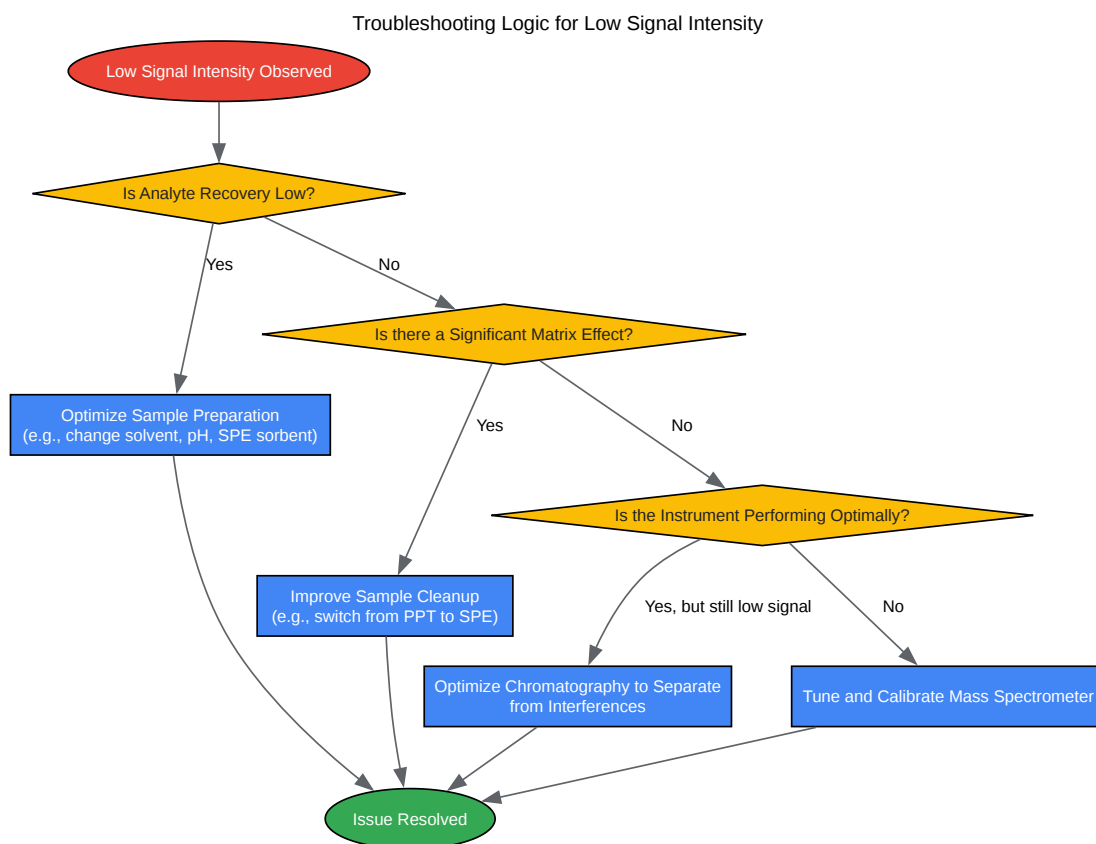 Troubleshooting Logic for Low Signal Intensity
Low Signal Intensity Observed
Is Analyte Recovery Low?
Yes
No
Is there a Significant Matrix Effect?
Optimize Sample Preparation
(e.g., change solvent, pH, SPE sorbent)
Yes
No
Is the Instrument Performing Optimally?
Improve Sample Cleanup
(e.g., switch from PPT to SPE)
Yes, but still low signal
No
Optimize Chromatography to Separate
from Interferences
Tune and Calibrate Mass Spectrometer
Issue Resolved